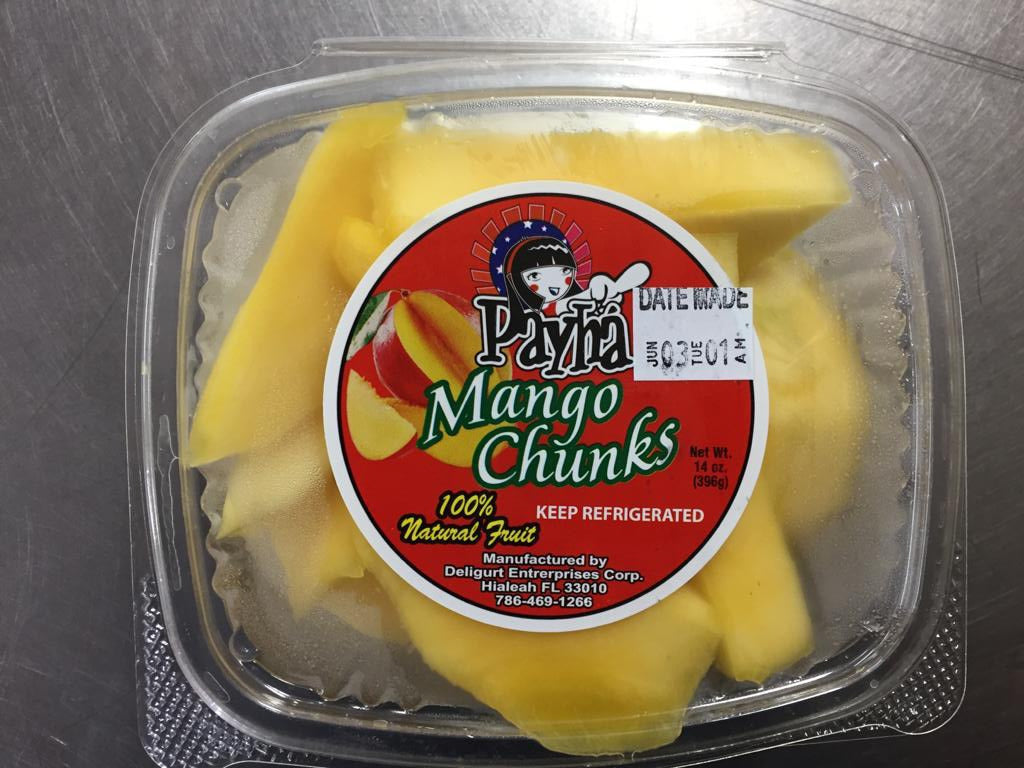 Payhá
DATE MADE
JUN 03 TUE 01 AM
Mango
Chunks
Net Wt.
14 oz.
(396g)
100%
Natural Fruit
KEEP REFRIGERATED
Manufactured by
Deligurt Entrerprises Corp.
Hialeah FL 33010
786-469-1266